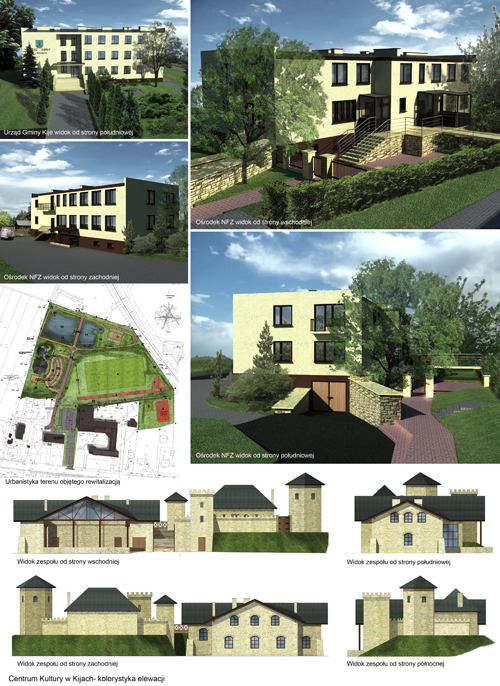 Urząd Gminy Kije widok od strony południowej
Ośrodek NFZ widok od strony wschodniej
Ośrodek NFZ widok od strony zachodniej
Ośrodek NFZ widok od strony południowej
Urbanistyka terenu objętego rewitalizacją
Widok zespołu od strony wschodniej
Widok zespołu od strony południowej
Widok zespołu od strony zachodniej
Widok zespołu od strony północnej
Centrum Kultury w Kijach- kolorystyka elewacji